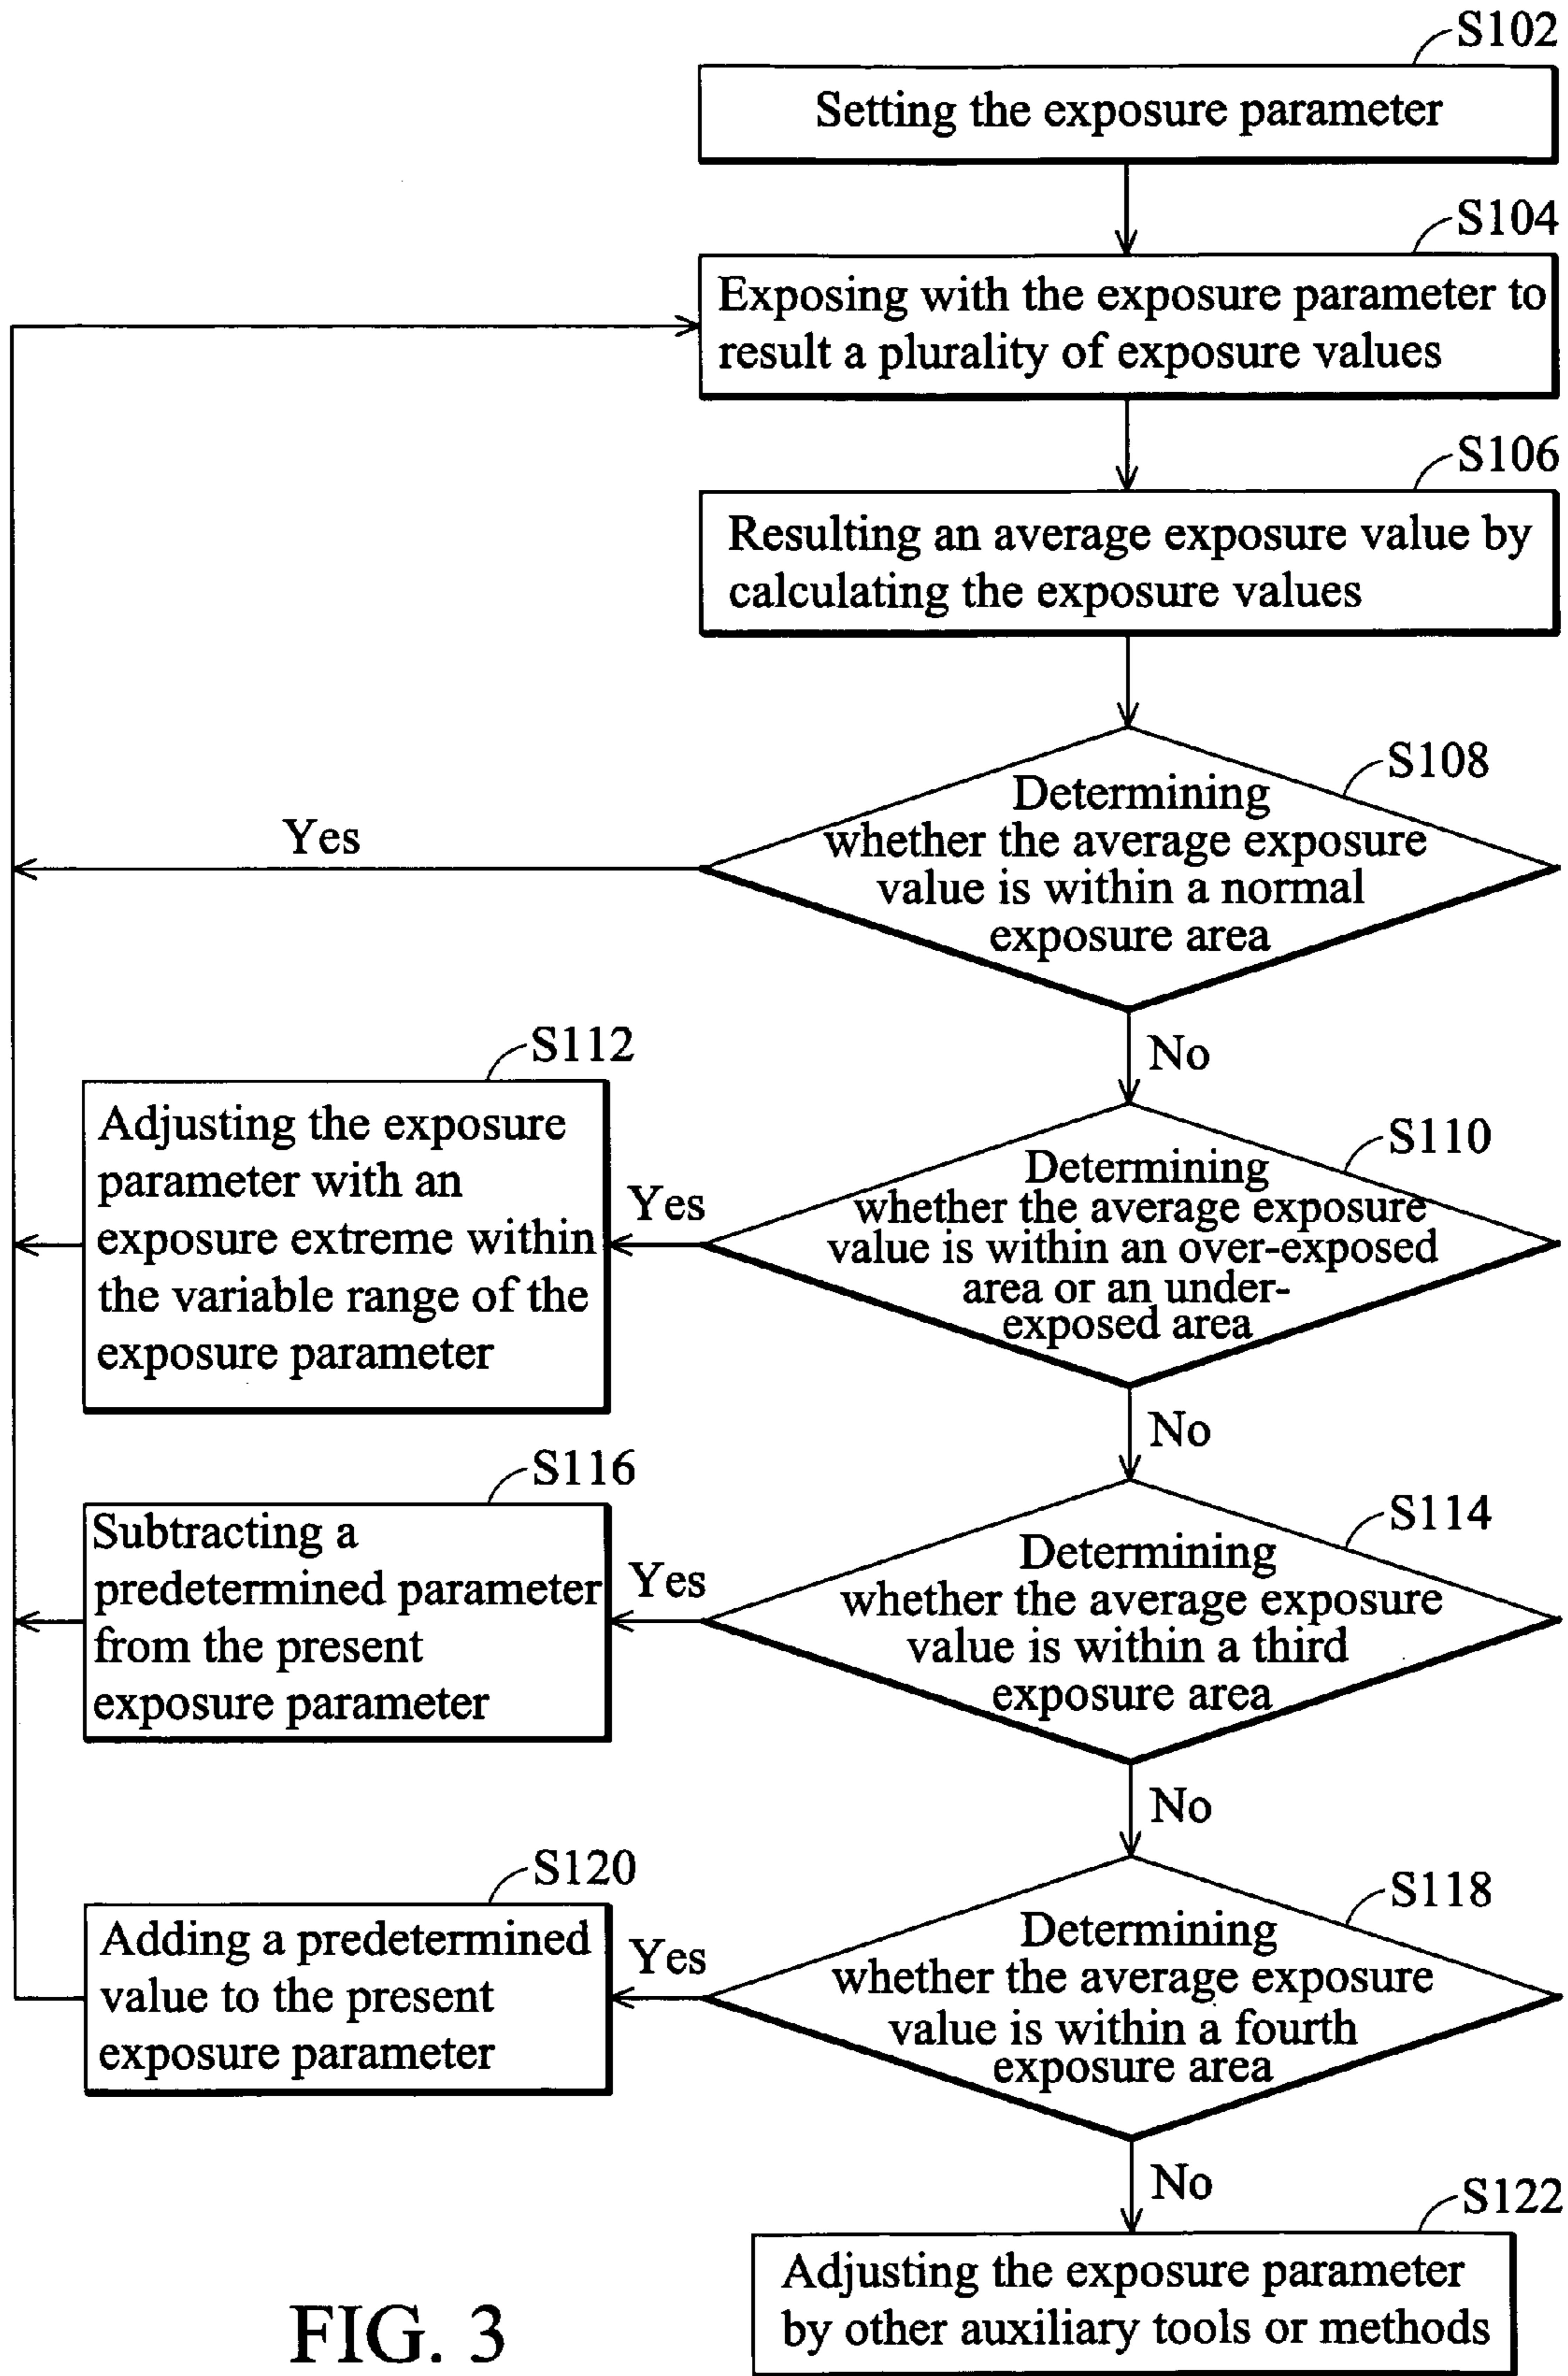 S102
Setting the exposure parameter
S104
Exposing with the exposure parameter to
result a plurality of exposure values
S106
Resulting an average exposure value by
calculating the exposure values
S108
Determining
whether the average exposure
value is within a normal
exposure area
Yes
No
S110
Determining
whether the average exposure
value is within an over-exposed
area or an under-
exposed area
Yes
S112
Adjusting the exposure
parameter with an
exposure extreme within
the variable range of the
exposure parameter
No
S114
Determining
whether the average exposure
value is within a third
exposure area
Yes
S116
Subtracting a
predetermined parameter
from the present
exposure parameter
No
S118
Determining
whether the average exposure
value is within a fourth
exposure area
Yes
S120
Adding a predetermined
value to the present
exposure parameter
No
S122
Adjusting the exposure parameter
by other auxiliary tools or methods
FIG. 3